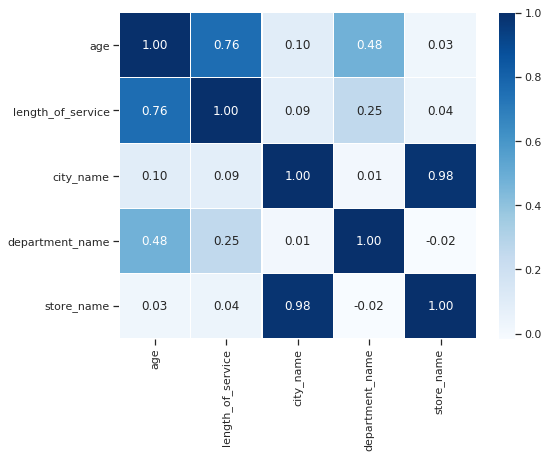 age 1.00 0.76 0.10 0.48 0.03
length_of_service 0.76 1.00 0.09 0.25 0.04
city_name 0.10 0.09 1.00 0.01 0.98
department_name 0.48 0.25 0.01 1.00 -0.02
store_name 0.03 0.04 0.98 -0.02 1.00
age
length_of_service
city_name
department_name
store_name
1.0
0.8
0.6
0.4
0.2
0.0